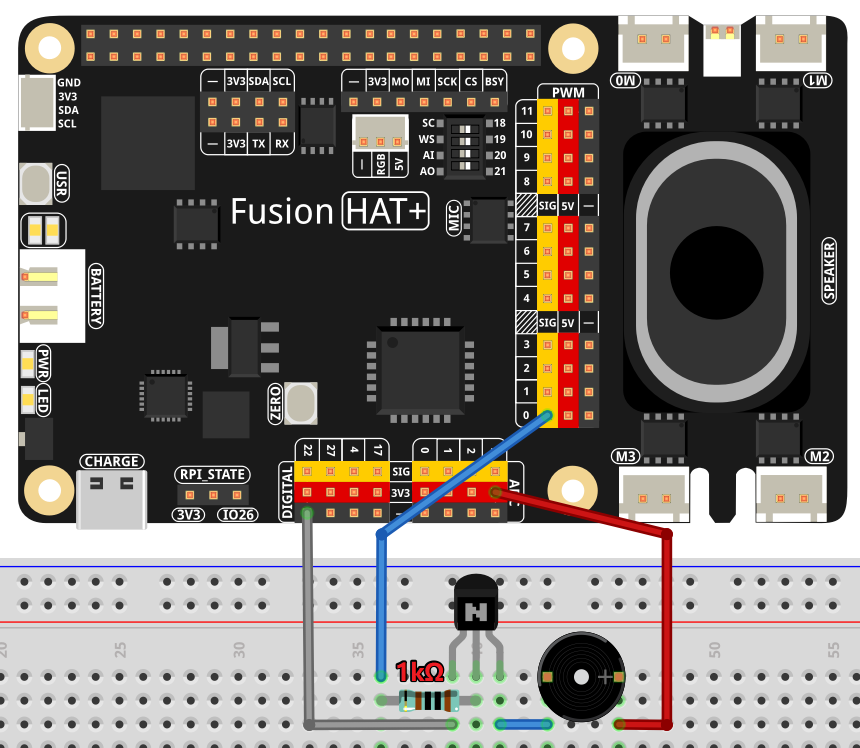 M0
M1
GND
3V3
SDA
SCL
— 3V3 SDA SCL
— 3V3 TX RX
— 3V3 MO MI SCK CS BSY
— RGB 5V
SC 18
WS 19
AI 20
AO 21
PWM
11
10
9
8
SIG 5V —
7
6
5
4
SIG 5V —
3
2
1
0
USR
Fusion HAT+
MIC
SPEAKER
BATTERY
PWR
LED
ZERO
CHARGE
RPI_STATE
3V3 IO26
22 27 4 17
0 1 2
DIGITAL
SIG
3V3
—
M3
M2
N
20 25 30 35 50 55
1kΩ
+